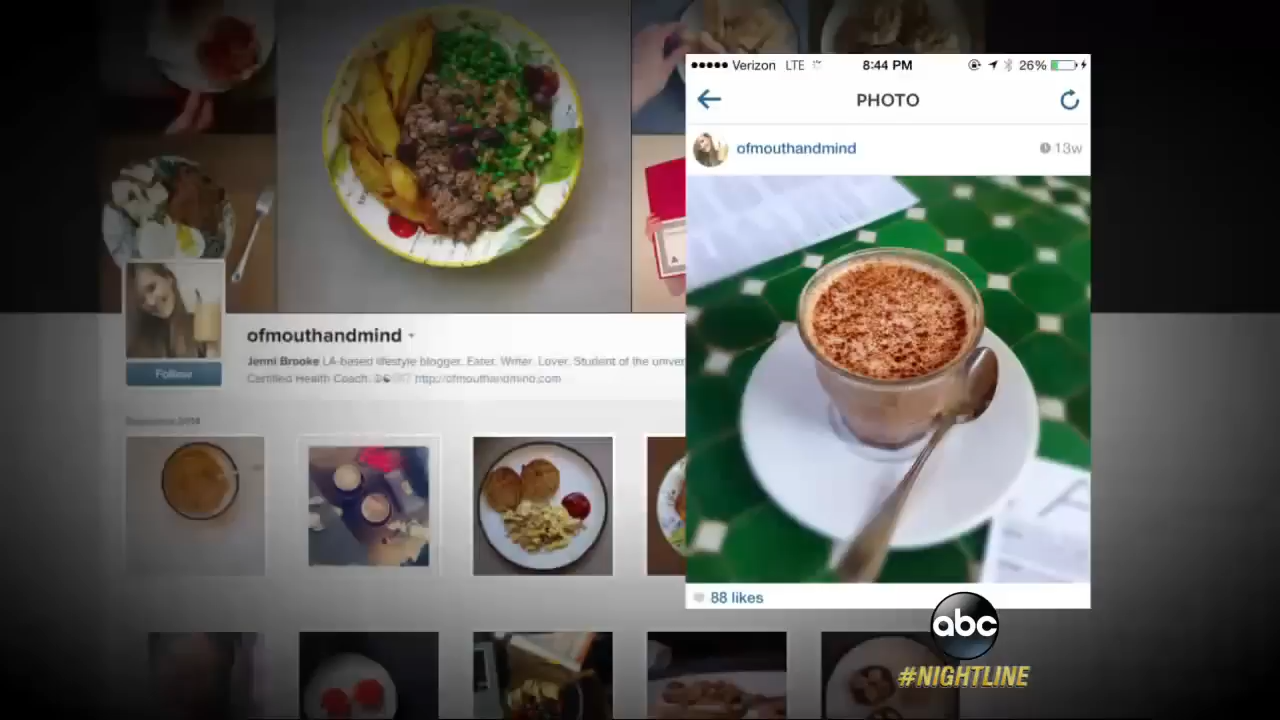 Verizon LTE 8:44 PM 26%
PHOTO
ofmouthandmind 13w
ofmouthandmind
Jenni Brooke LA-based lifestyle blogger. Eater. Writer. Lover. Student of the univer
Certified Health Coach. http://ofmouthandmind.com
Follow
88 likes
abc
#NIGHTLINE